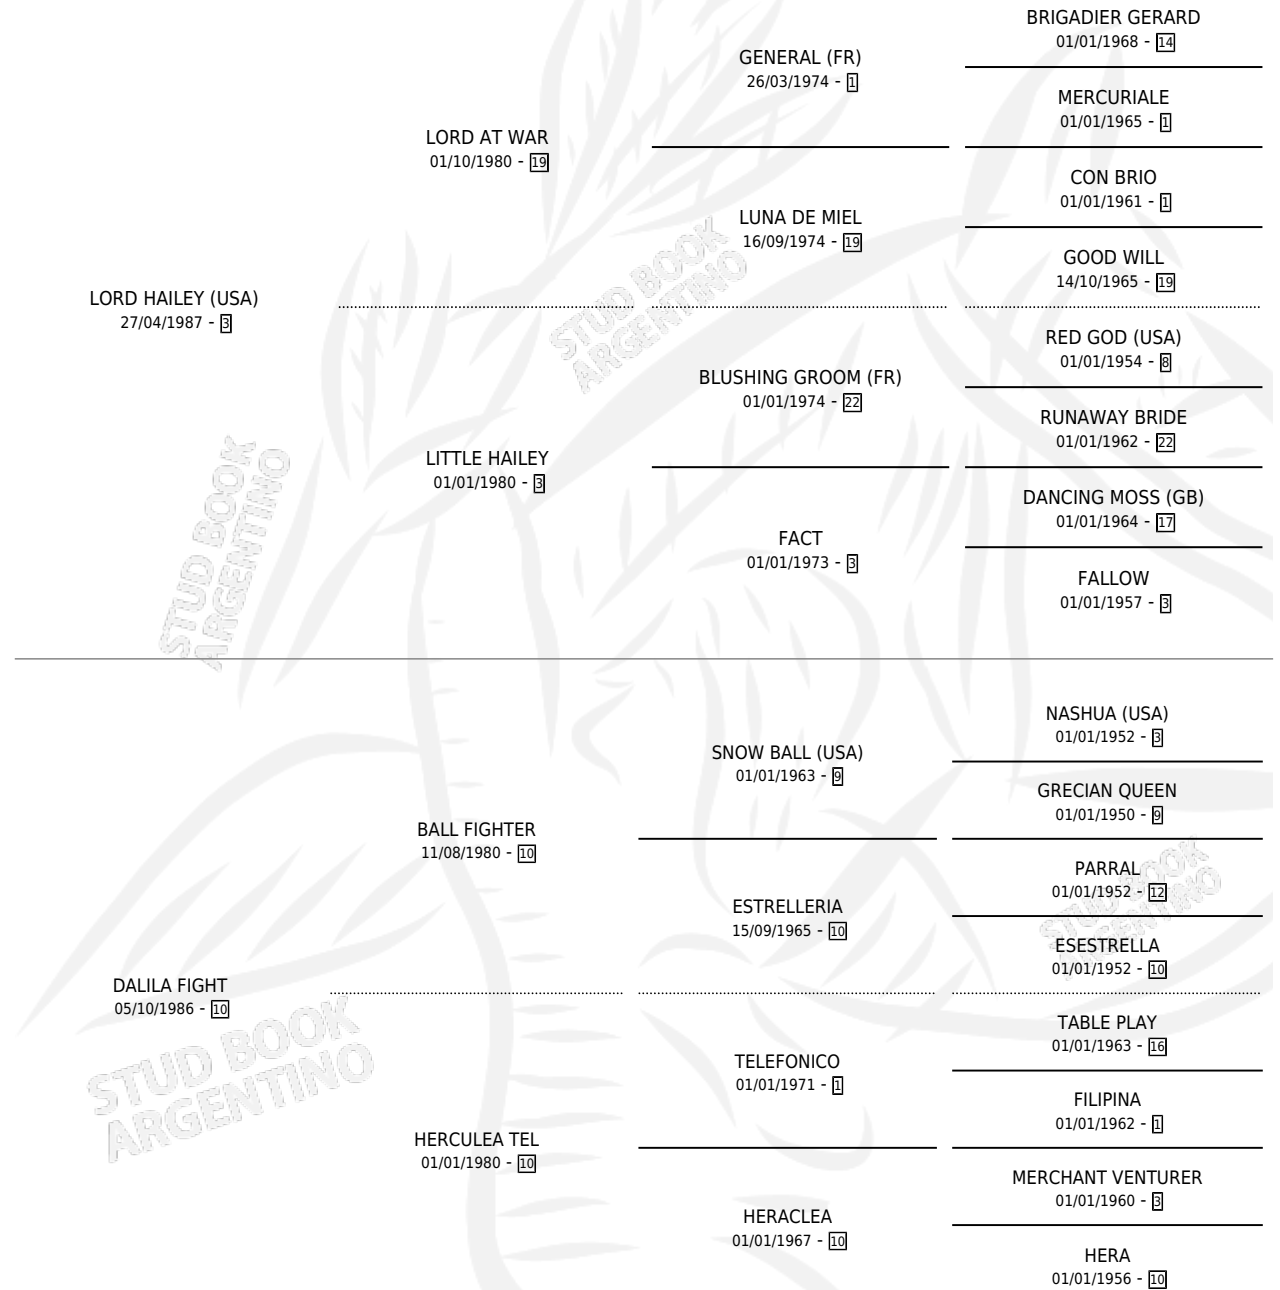 BRIGADIER GERARD
01/01/1968 - 14
GENERAL (FR)
26/03/1974 - 1
MERCURIALE
01/01/1965 - 1
LORD AT WAR
01/10/1980 - 19
CON BRIO
01/01/1961 - 1
LUNA DE MIEL
16/09/1974 - 19
GOOD WILL
14/10/1965 - 19
LORD HAILEY (USA)
27/04/1987 - 3
RED GOD (USA)
01/01/1954 - 8
BLUSHING GROOM (FR)
01/01/1974 - 22
RUNAWAY BRIDE
01/01/1962 - 22
LITTLE HAILEY
01/01/1980 - 3
DANCING MOSS (GB)
01/01/1964 - 17
FACT
01/01/1973 - 3
FALLOW
01/01/1957 - 3
NASHUA (USA)
01/01/1952 - 3
SNOW BALL (USA)
01/01/1963 - 9
GRECIAN QUEEN
01/01/1950 - 9
BALL FIGHTER
11/08/1980 - 10
PARRAL
01/01/1952 - 12
ESTRELLERIA
15/09/1965 - 10
ESESTRELLA
01/01/1952 - 10
DALILA FIGHT
05/10/1986 - 10
TABLE PLAY
01/01/1963 - 16
TELEFONICO
01/01/1971 - 1
FILIPINA
01/01/1962 - 1
HERCULEA TEL
01/01/1980 - 10
MERCHANT VENTURER
01/01/1960 - 3
HERACLEA
01/01/1967 - 10
HERA
01/01/1956 - 10
STUD BOOK
ARGENTINO
STUD BOOK
ARGENTINO
STUD BOOK
ARGENTINO
STUD BOOK
ARGENTINO